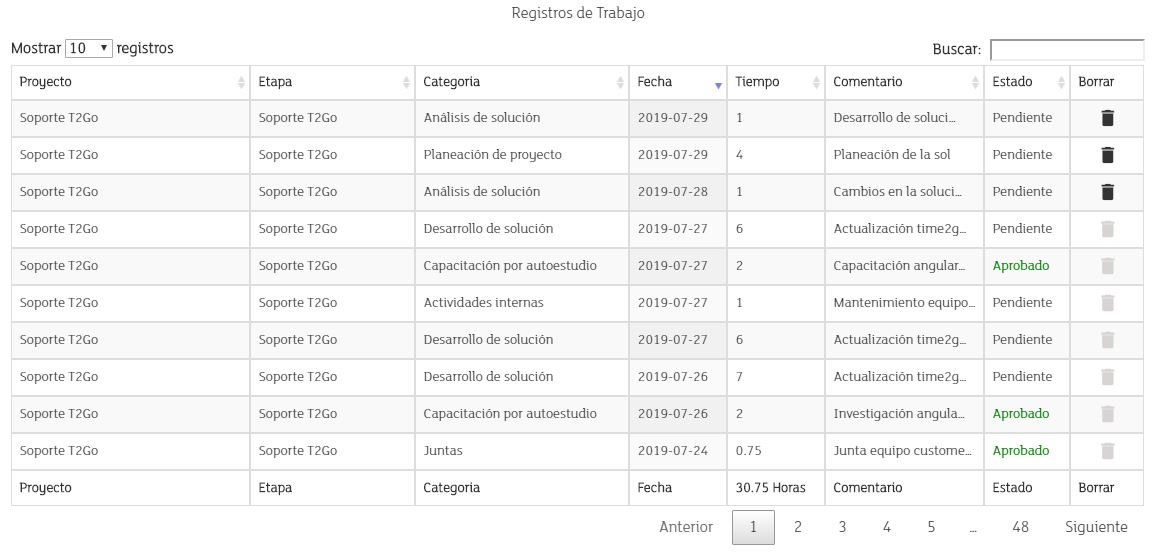 Registros de Trabajo
Mostrar 10 registros Buscar:
Proyecto Etapa Categoria Fecha Tiempo Comentario Estado Borrar
Soporte T2Go Soporte T2Go Análisis de solución 2019-07-29 1 Desarrollo de soluci... Pendiente
Soporte T2Go Soporte T2Go Planeación de proyecto 2019-07-29 4 Planeación de la sol Pendiente
Soporte T2Go Soporte T2Go Análisis de solución 2019-07-28 1 Cambios en la soluci... Pendiente
Soporte T2Go Soporte T2Go Desarrollo de solución 2019-07-27 6 Actualización time2g... Pendiente
Soporte T2Go Soporte T2Go Capacitación por autoestudio 2019-07-27 2 Capacitación angular... Aprobado
Soporte T2Go Soporte T2Go Actividades internas 2019-07-27 1 Mantenimiento equipo... Pendiente
Soporte T2Go Soporte T2Go Desarrollo de solución 2019-07-27 6 Actualización time2g... Pendiente
Soporte T2Go Soporte T2Go Desarrollo de solución 2019-07-26 7 Actualización time2g... Pendiente
Soporte T2Go Soporte T2Go Capacitación por autoestudio 2019-07-26 2 Investigación angula... Aprobado
Soporte T2Go Soporte T2Go Juntas 2019-07-24 0.75 Junta equipo custome... Aprobado
Proyecto Etapa Categoria Fecha 30.75 Horas Comentario Estado Borrar
Anterior 1 2 3 4 5 ... 48 Siguiente